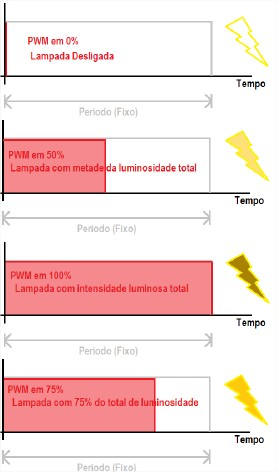 PWM em 0%
Lampada Desligada
Tempo
Periodo (Fixo)
PWM em 50%
Lampada com metade da luminosidade total
Tempo
Periodo (Fixo)
PWM em 100%
Lampada com intensidade luminosa total
Tempo
Periodo (Fixo)
PWM em 75%
Lampada com 75% do total de luminosidade
Tempo
Periodo (Fixo)